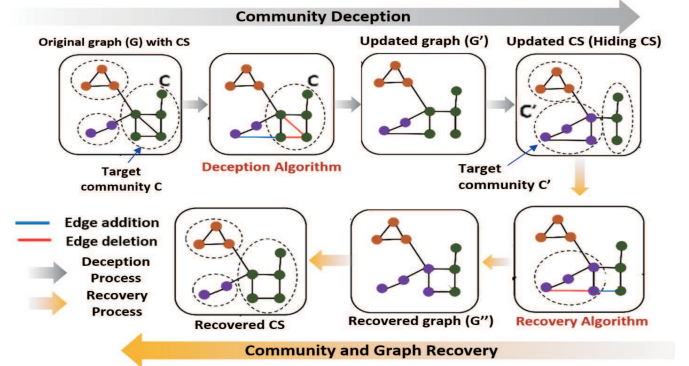 Community Deception
Original graph (G) with CS
Updated graph (G’)
Updated CS (Hiding CS)
C
C
C’
Target
community C
Deception Algorithm
Target
community C’
Edge addition
Edge deletion
Deception
Process
Recovery
Process
Recovered CS
Recovered graph (G’’)
Recovery Algorithm
Community and Graph Recovery